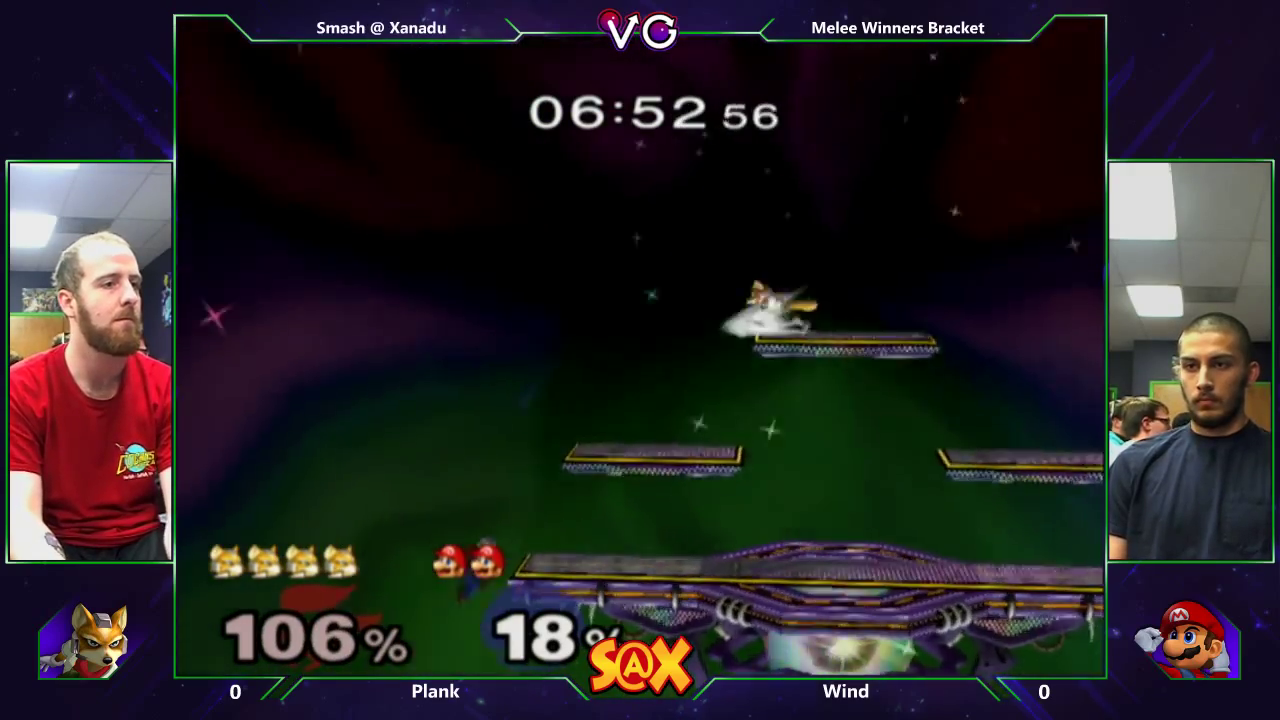 Smash @ Xanadu
VG
Melee Winners Bracket
06:52 56
106%
18%
S@X
0
Plank
Wind
0